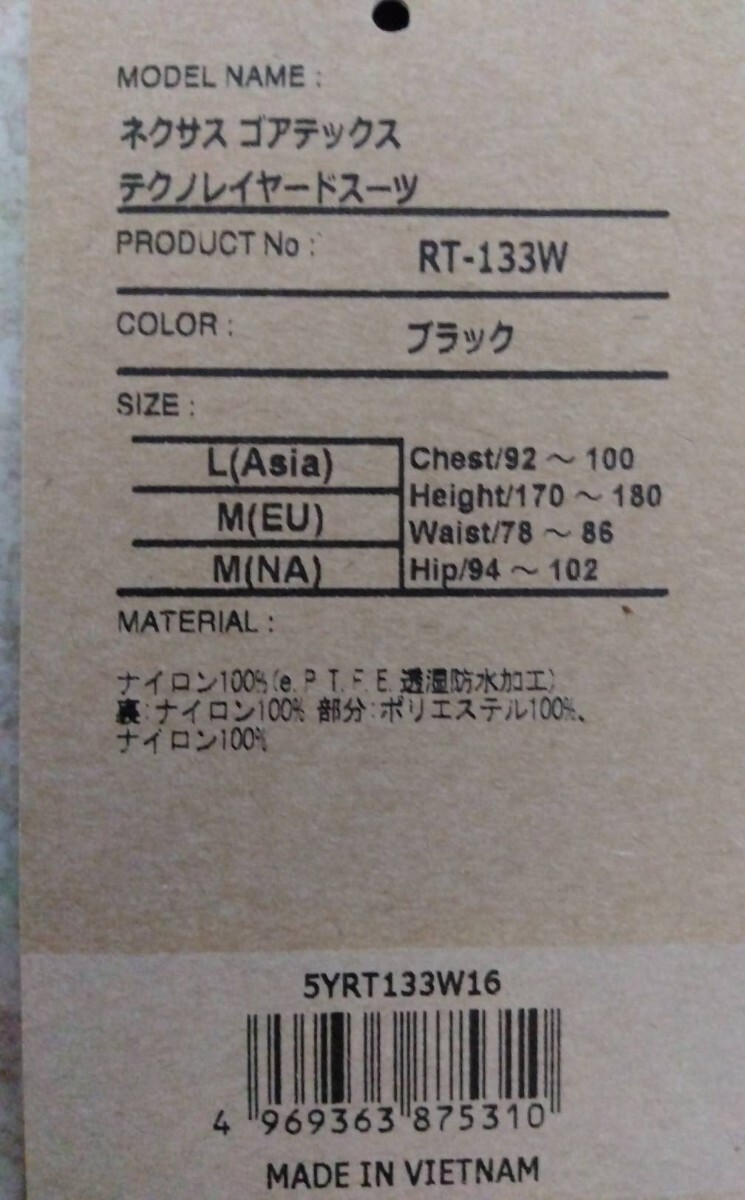 MODEL NAME :
ネクサス ゴアテックス
テクノレイヤードスーツ
PRODUCT No : RT-133W
COLOR : ブラック
SIZE :
L(Asia) Chest/92 ～ 100
Height/170 ～ 180
M(EU) Waist/78 ～ 86
M(NA) Hip/94 ～ 102
MATERIAL :
ナイロン100%(e.P.T.F.E.透湿防水加工)
裏:ナイロン100% 部分:ポリエステル100%、
ナイロン100%
5YRT133W16
4 969363 875310
MADE IN VIETNAM